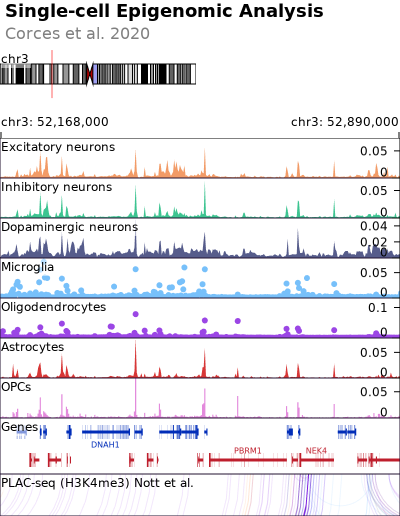 Single-cell Epigenomic Analysis
Corces et al. 2020
chr3
chr3: 52,168,000 chr3: 52,890,000
Excitatory neurons 0.05
0
Inhibitory neurons 0.05
0
Dopaminergic neurons 0.04
0.02
0
Microglia 0.05
0
Oligodendrocytes 0.1
0
Astrocytes 0.05
0
OPCs 0.05
0
Genes
DNAH1
PBRM1 NEK4
PLAC-seq (H3K4me3) Nott et al.